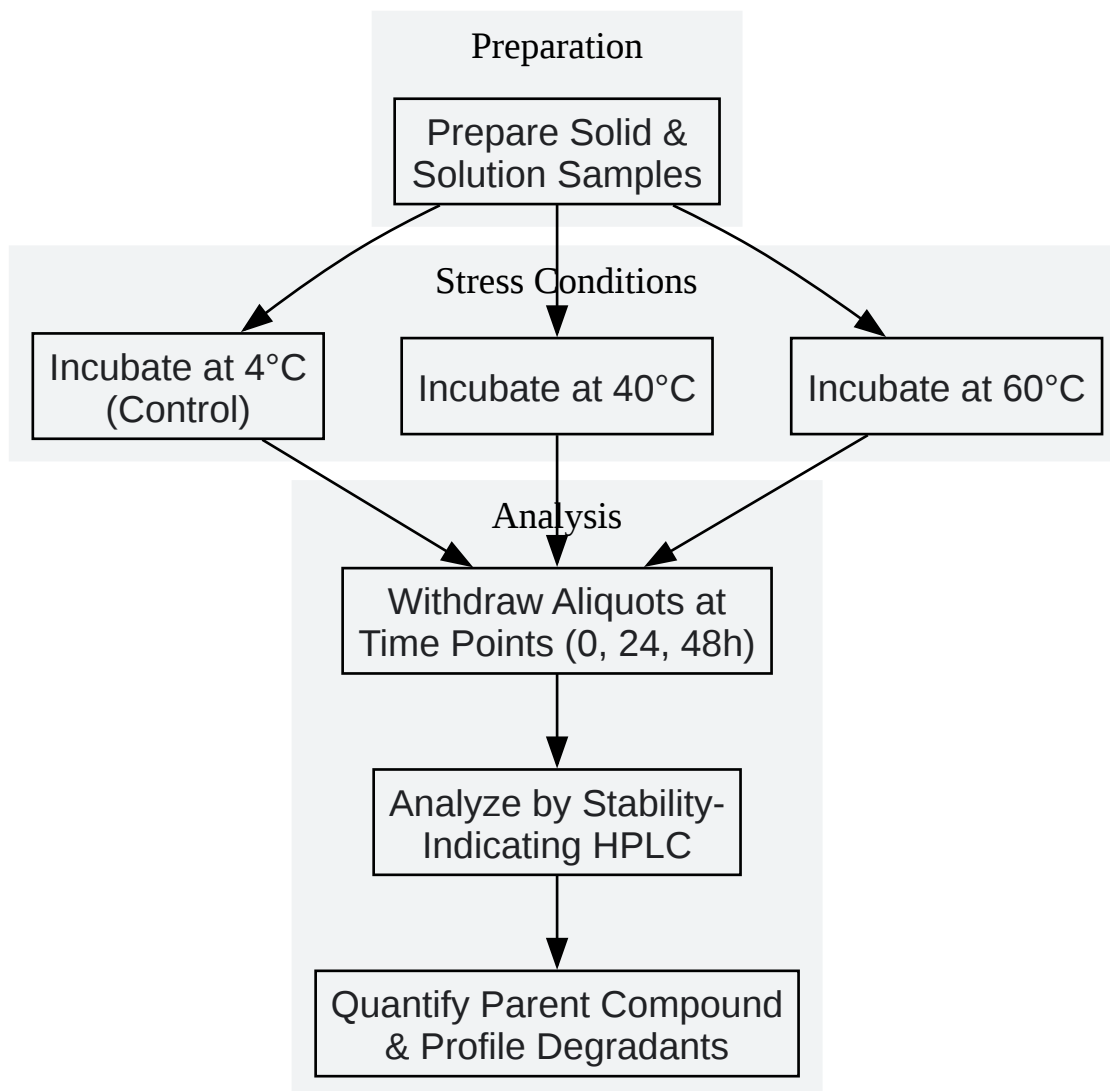 Preparation
Prepare Solid &
Solution Samples
Stress Conditions
Incubate at 4°C
(Control)
Incubate at 40°C
Incubate at 60°C
Analysis
Withdraw Aliquots at
Time Points (0, 24, 48h)
Analyze by Stability-
Indicating HPLC
Quantify Parent Compound
& Profile Degradants